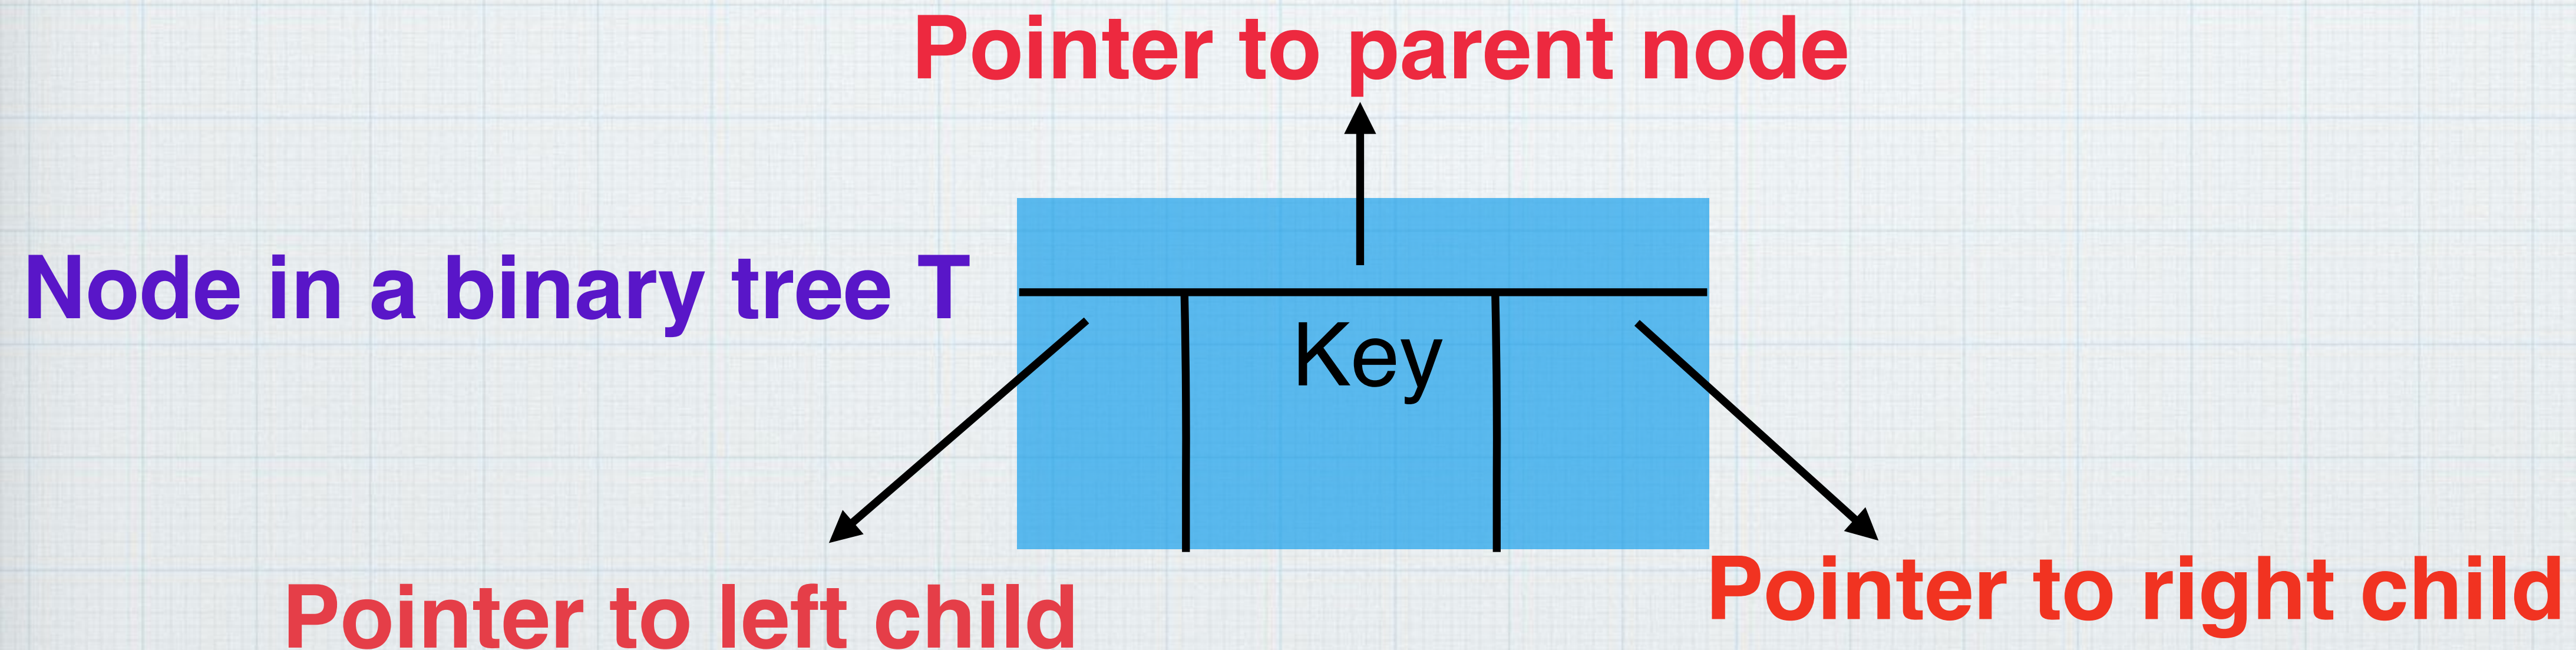 Pointer to parent node
Node in a binary tree T
Key
Pointer to left child
Pointer to right child